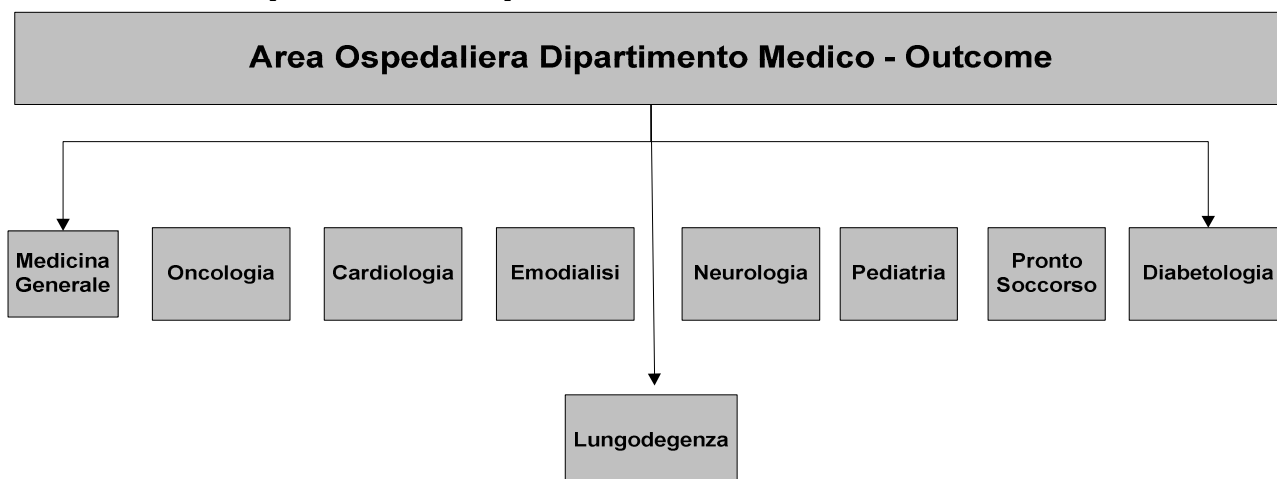 Area Ospedaliera Dipartimento Medico - Outcome
Medicina
Generale
Oncologia
Cardiologia
Emodialisi
Neurologia
Pediatria
Pronto
Soccorso
Diabetologia
Lungodegenza